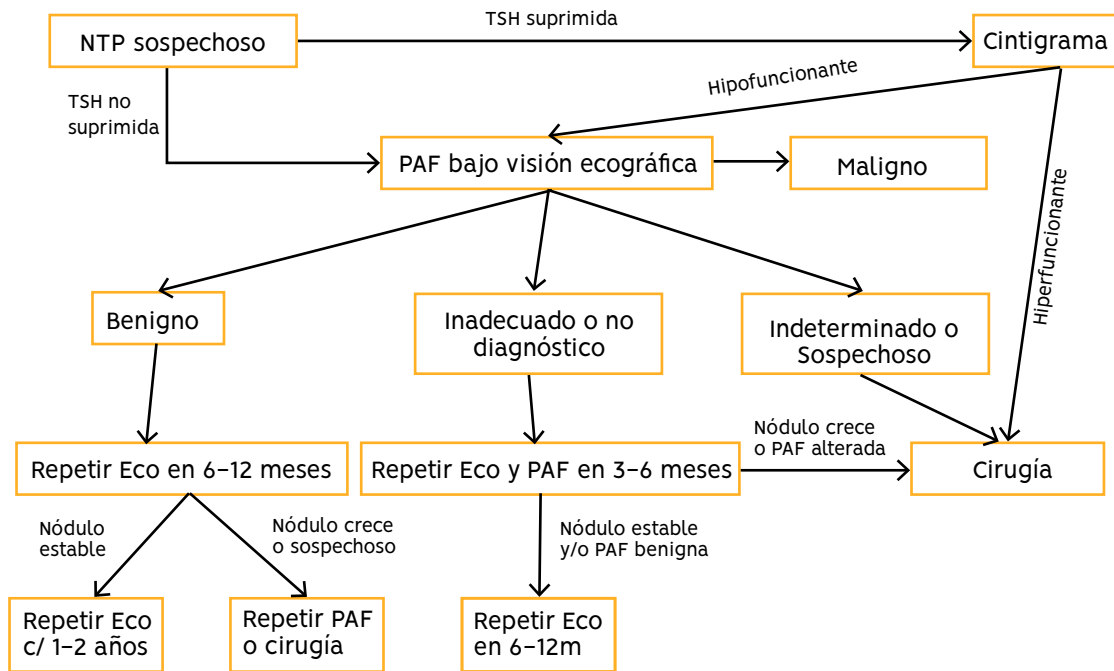 TSH suprimida
NTP sospechoso
Cintigrama
Hipofuncionante
TSH no
suprimida
PAF bajo visión ecográfica
Maligno
Hiperfuncionante
Benigno
Inadecuado o no
diagnóstico
Indeterminado o
Sospechoso
Nódulo crece
o PAF alterada
Repetir Eco en 6–12 meses
Repetir Eco y PAF en 3–6 meses
Cirugía
Nódulo
estable
Nódulo crece
o sospechoso
Nódulo estable
y/o PAF benigna
Repetir Eco
c/ 1–2 años
Repetir PAF
o cirugía
Repetir Eco
en 6–12m